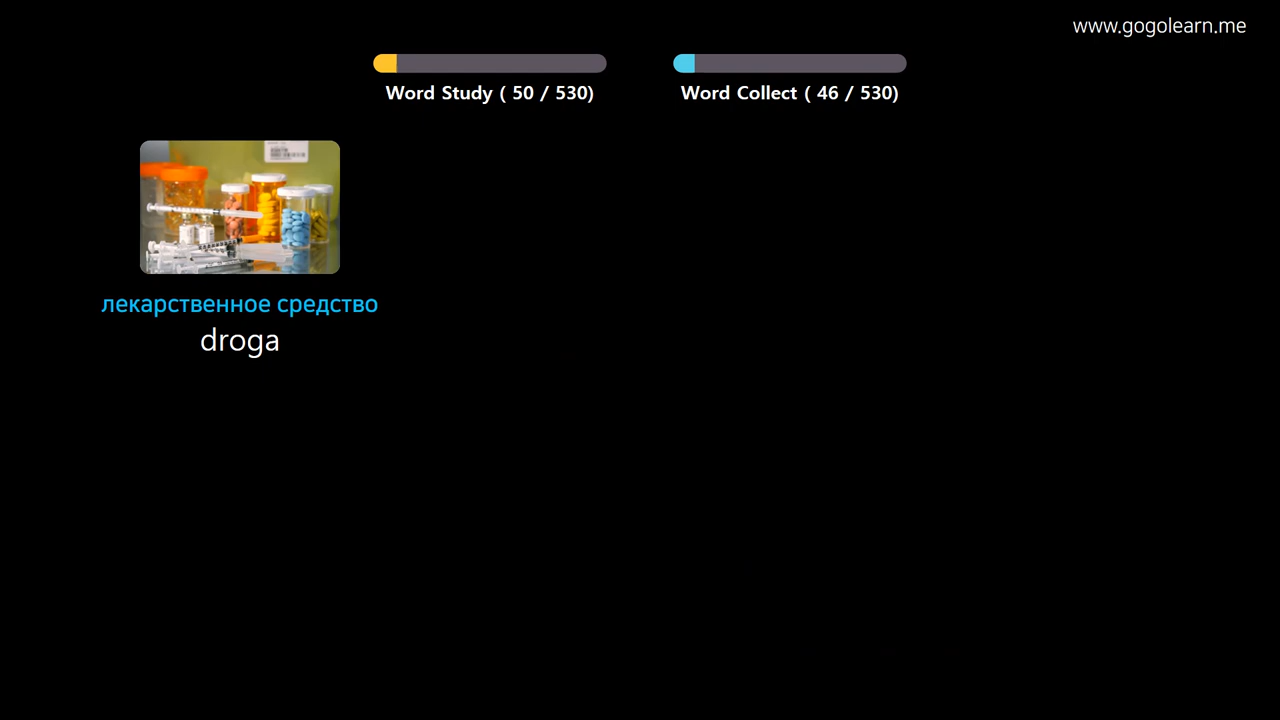 www.gogolearn.me
Word Study ( 50 / 530)
Word Collect ( 46 / 530)
лекарственное средство
droga